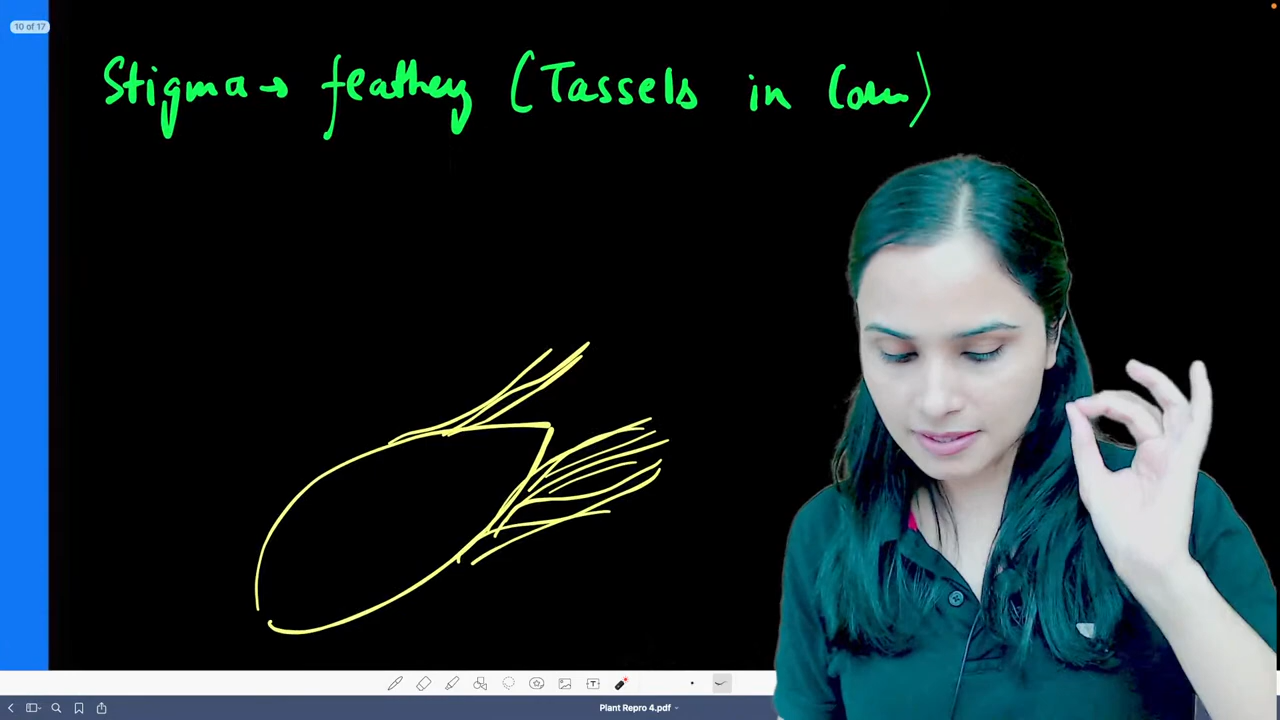 10 of 17
Stigma → feathery (Tassels in Corn)
Plant Repro 4.pdf